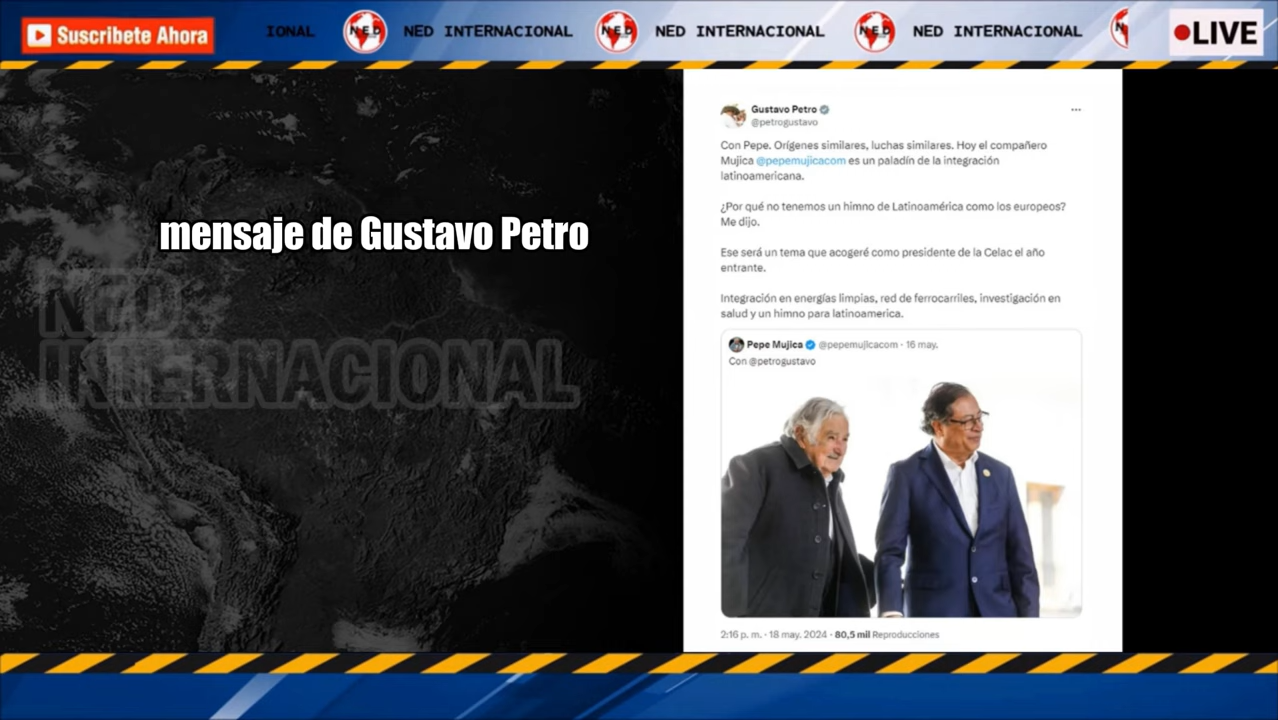 Suscribete Ahora
IONAL NED NED INTERNACIONAL NED NED INTERNACIONAL NED NED INTERNACIONAL
LIVE
mensaje de Gustavo Petro
NED
INTERNACIONAL
Gustavo Petro
@petrogustavo
Con Pepe. Orígenes similares, luchas similares. Hoy el compañero
Mujica @pepemujicacom es un paladín de la integración
latinoamericana.
¿Por qué no tenemos un himno de Latinoamérica como los europeos?
Me dijo.
Ese será un tema que acogeré como presidente de la Celac el año
entrante.
Integración en energías limpias, red de ferrocarriles, investigación en
salud y un himno para latinoamerica.
Pepe Mujica @pepemujicacom · 16 may.
Con @petrogustavo
2:16 p. m. · 18 may. 2024 · 80,5 mil Reproducciones